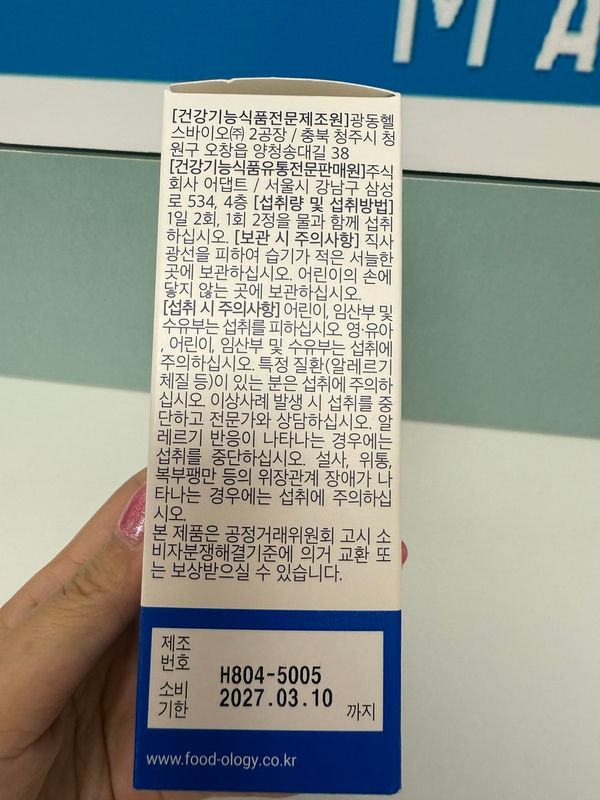 MA
[건강기능식품전문제조원]광동헬
스바이오㈜ 2공장 / 충북 청주시 청
원구 오창읍 양청송대길 38
[건강기능식품유통전문판매원]주식
회사 어댑트 / 서울시 강남구 삼성
로 534, 4층 [섭취량 및 섭취방법]
1일 2회, 1회 2정을 물과 함께 섭취
하십시오. [보관 시 주의사항] 직사
광선을 피하여 습기가 적은 서늘한
곳에 보관하십시오. 어린이의 손에
닿지 않는 곳에 보관하십시오.
[섭취 시 주의사항] 어린이, 임산부 및
수유부는 섭취를 피하십시오 영·유아
, 어린이, 임산부 및 수유부는 섭취에
주의하십시오. 특정 질환(알레르기
체질 등)이 있는 분은 섭취에 주의하
십시오 이상사례 발생 시 섭취를 중
단하고 전문가와 상담하십시오. 알
레르기 반응이 나타나는 경우에는
섭취를 중단하십시오. 설사, 위통,
복부팽만 등의 위장관계 장애가 나
타나는 경우에는 섭취에 주의하십
시오.
본 제품은 공정거래위원회 고시 소
비자분쟁해결기준에 의거 교환 또
는 보상받으실 수 있습니다.
제조
번호 H804-5005
소비
기한 2027.03.10 까지
www.food-ology.co.kr